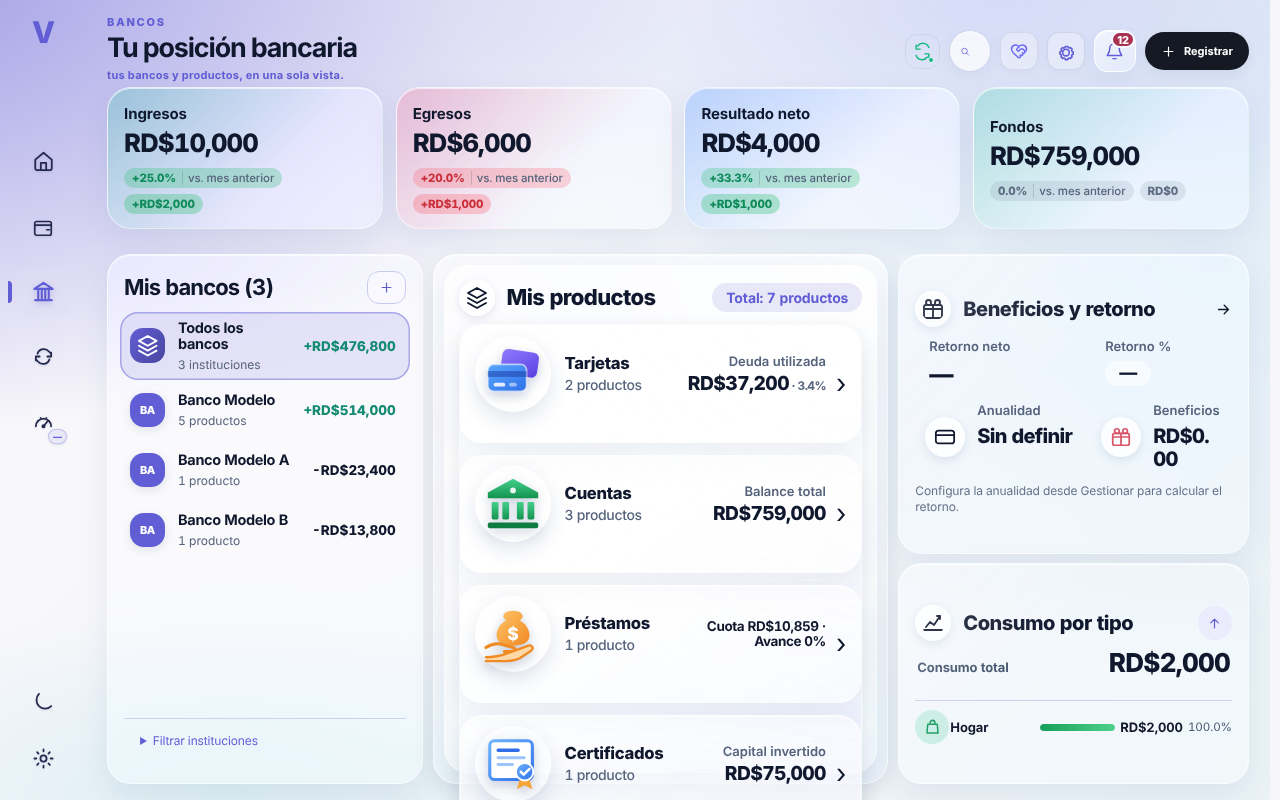 V
BANCOS
Tu posición bancaria
tus bancos y productos, en una sola vista.
12
Registrar
Ingresos
RD$10,000
+25.0% vs. mes anterior
+RD$2,000
Egresos
RD$6,000
+20.0% vs. mes anterior
+RD$1,000
Resultado neto
RD$4,000
+33.3% vs. mes anterior
+RD$1,000
Fondos
RD$759,000
0.0% vs. mes anterior RD$0
Mis bancos (3)
Todos los
bancos
3 instituciones
+RD$476,800
BA
Banco Modelo
5 productos
+RD$514,000
BA
Banco Modelo A
1 producto
-RD$23,400
BA
Banco Modelo B
1 producto
-RD$13,800
Filtrar instituciones
Mis productos
Total: 7 productos
Tarjetas
2 productos
Deuda utilizada
RD$37,200 · 3.4%
Cuentas
3 productos
Balance total
RD$759,000
Préstamos
1 producto
Cuota RD$10,859 ·
Avance 0%
$
Certificados
1 producto
Capital invertido
RD$75,000
Beneficios y retorno
Retorno neto
—
Retorno %
—
Anualidad
Sin definir
Beneficios
RD$0.
00
Configura la anualidad desde Gestionar para calcular el
retorno.
Consumo por tipo
Consumo total
RD$2,000
Hogar
RD$2,000 100.0%